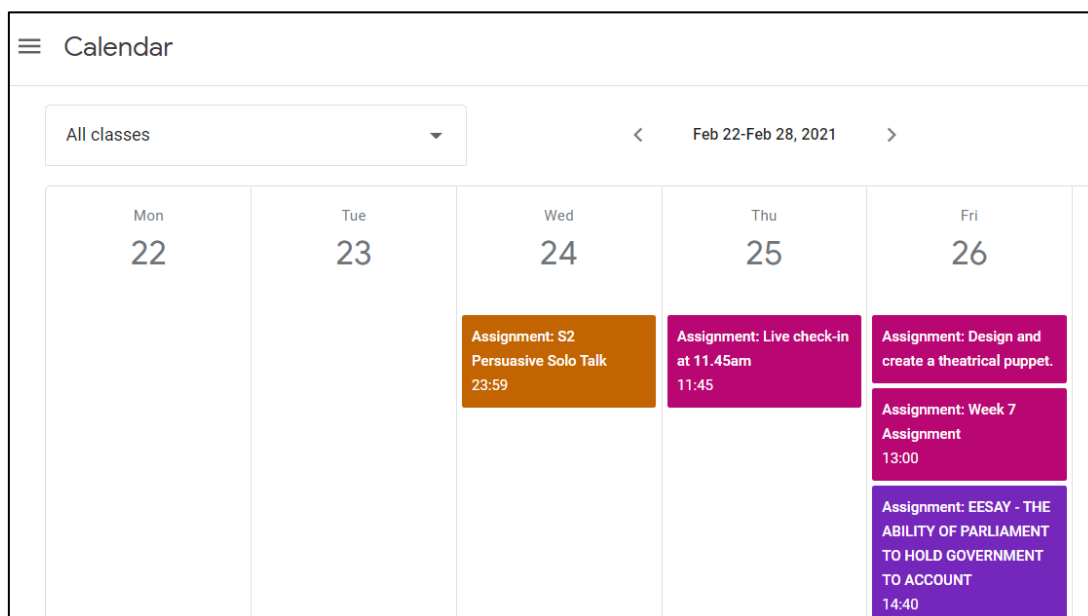 Calendar
All classes
Feb 22-Feb 28, 2021
Mon
22
Tue
23
Wed
24
Thu
25
Fri
26
Assignment: S2
Persuasive Solo Talk
23:59
Assignment: Live check-in
at 11.45am
11:45
Assignment: Design and
create a theatrical puppet.
Assignment: Week 7
Assignment
13:00
Assignment: EESAY - THE
ABILITY OF PARLIAMENT
TO HOLD GOVERNMENT
TO ACCOUNT
14:40